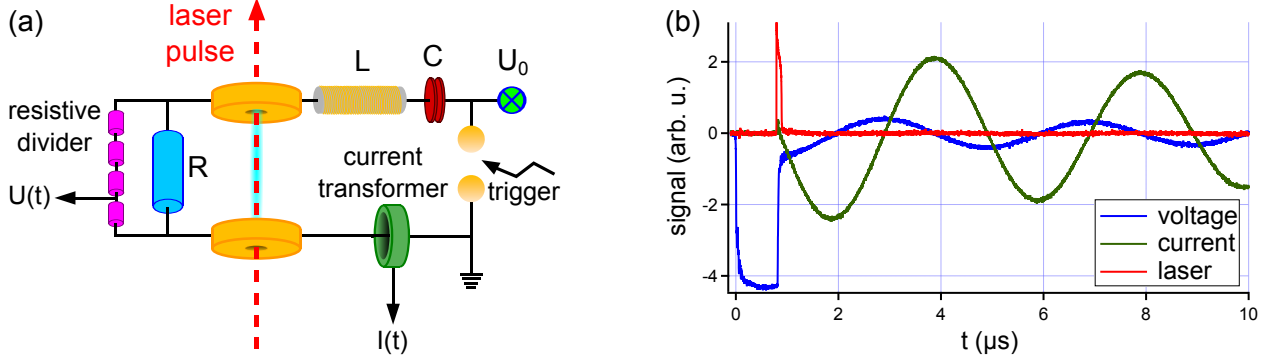 (a)
laser
pulse
L
C
U₀
resistive
divider
R
current
transformer
trigger
U(t)
I(t)
(b)
signal (arb. u.)
2
0
-2
-4
voltage
current
laser
0
2
4
6
8
10
t (µs)